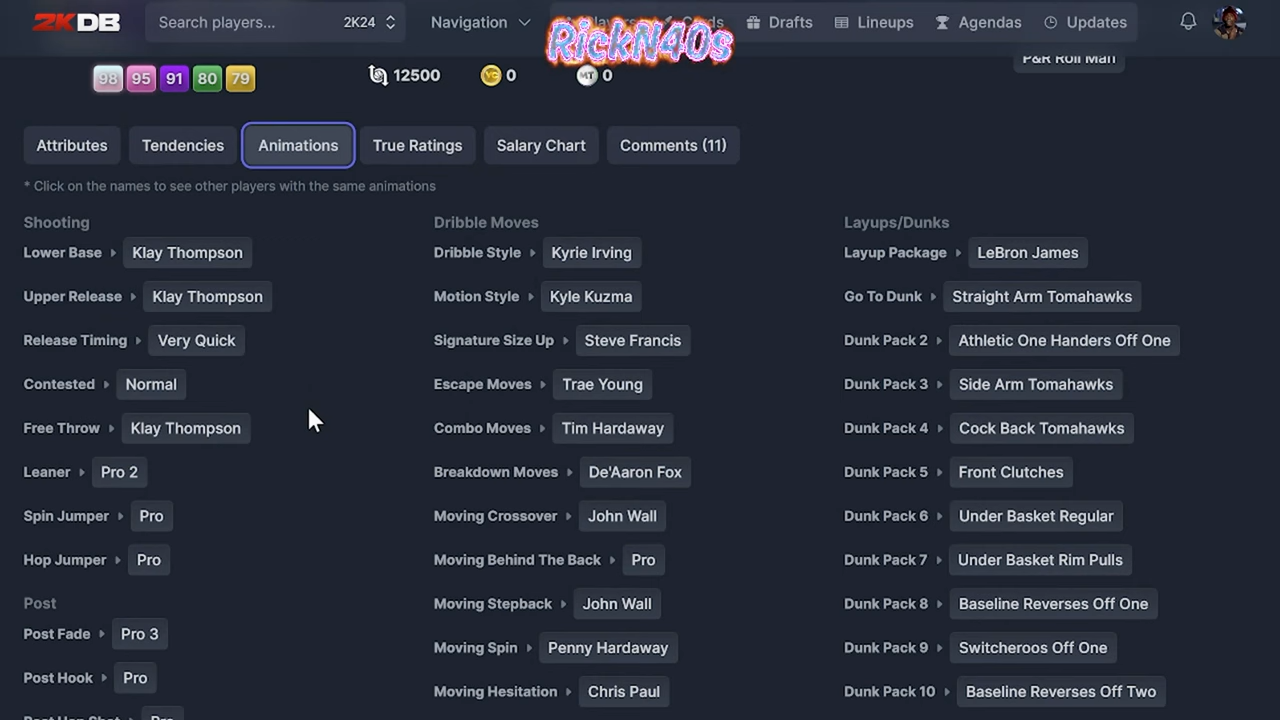 2KDB
Search players...
2K24
Navigation
Cards
Drafts
Lineups
Agendas
Updates
RickN40s
98 95 91 80 79
12500
VC 0
MT 0
P&R Roll Man
Attributes
Tendencies
Animations
True Ratings
Salary Chart
Comments (11)
* Click on the names to see other players with the same animations
Shooting
Lower Base Klay Thompson
Upper Release Klay Thompson
Release Timing Very Quick
Contested Normal
Free Throw Klay Thompson
Leaner Pro 2
Spin Jumper Pro
Hop Jumper Pro
Post
Post Fade Pro 3
Post Hook Pro
Dribble Moves
Dribble Style Kyrie Irving
Motion Style Kyle Kuzma
Signature Size Up Steve Francis
Escape Moves Trae Young
Combo Moves Tim Hardaway
Breakdown Moves De'Aaron Fox
Moving Crossover John Wall
Moving Behind The Back Pro
Moving Stepback John Wall
Moving Spin Penny Hardaway
Moving Hesitation Chris Paul
Layups/Dunks
Layup Package LeBron James
Go To Dunk Straight Arm Tomahawks
Dunk Pack 2 Athletic One Handers Off One
Dunk Pack 3 Side Arm Tomahawks
Dunk Pack 4 Cock Back Tomahawks
Dunk Pack 5 Front Clutches
Dunk Pack 6 Under Basket Regular
Dunk Pack 7 Under Basket Rim Pulls
Dunk Pack 8 Baseline Reverses Off One
Dunk Pack 9 Switcheroos Off One
Dunk Pack 10 Baseline Reverses Off Two